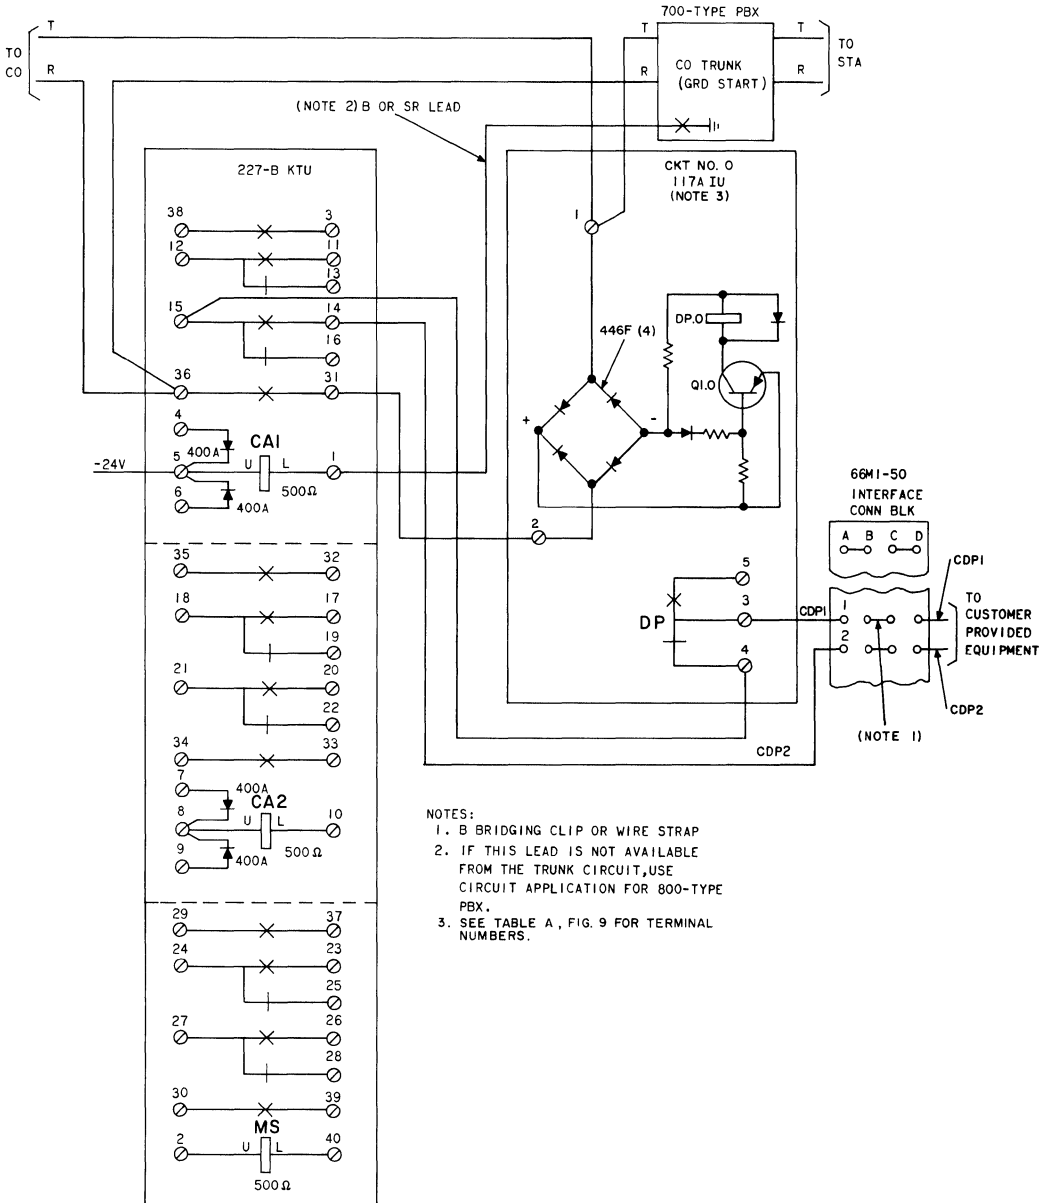 700-TYPE PBX
T
T
T
TO
CO
R
R
CO TRUNK
(GRD START)
R
TO
STA
(NOTE 2) B OR SR LEAD
227-B KTU
CKT NO. 0
117A IU
(NOTE 3)
38
3
12
11
13
15
14
16
36
31
4
400A
CA1
-24V
5
U
L
1
500Ω
6
400A
1
446F (4)
DP.0
Q1.0
+
-
2
66M1-50
INTERFACE
CONN BLK
A B C D
CDP1
5
3
CDP1
1
DP
4
2
TO
CUSTOMER
PROVIDED
EQUIPMENT
CDP2
(NOTE 1)
CDP2
35
32
18
17
19
21
20
22
34
33
7
400A
CA2
8
U
L
10
500Ω
9
400A
29
37
24
23
25
27
26
28
30
39
MS
2
U
L
40
500Ω
NOTES:
1. B BRIDGING CLIP OR WIRE STRAP
2. IF THIS LEAD IS NOT AVAILABLE
FROM THE TRUNK CIRCUIT,USE
CIRCUIT APPLICATION FOR 800-TYPE
PBX.
3. SEE TABLE A, FIG. 9 FOR TERMINAL
NUMBERS.